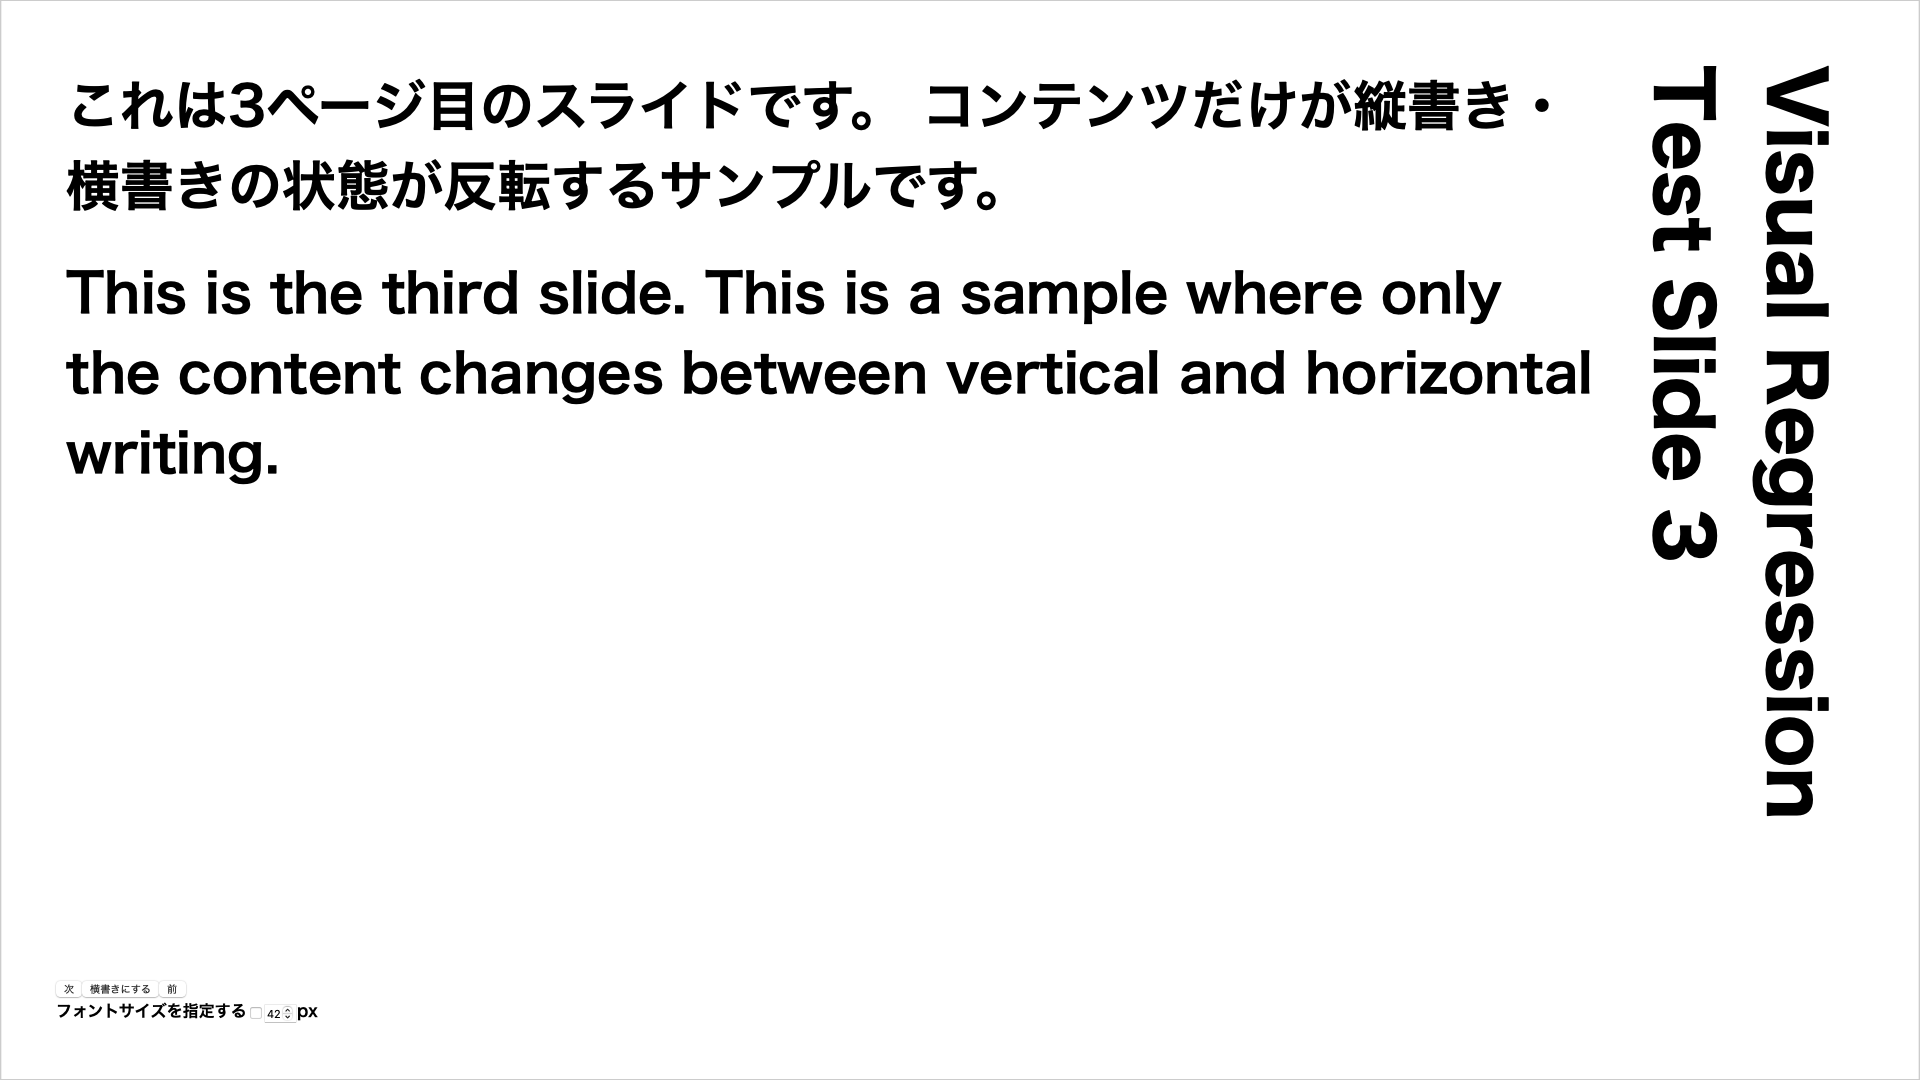 Visual Regression
Test Slide 3
これは3ページ目のスライドです。 コンテンツだけが縦書き・
横書きの状態が反転するサンプルです。
This is the third slide. This is a sample where only
the content changes between vertical and horizontal
writing.
次 横書きにする 前
フォントサイズを指定する 42 px